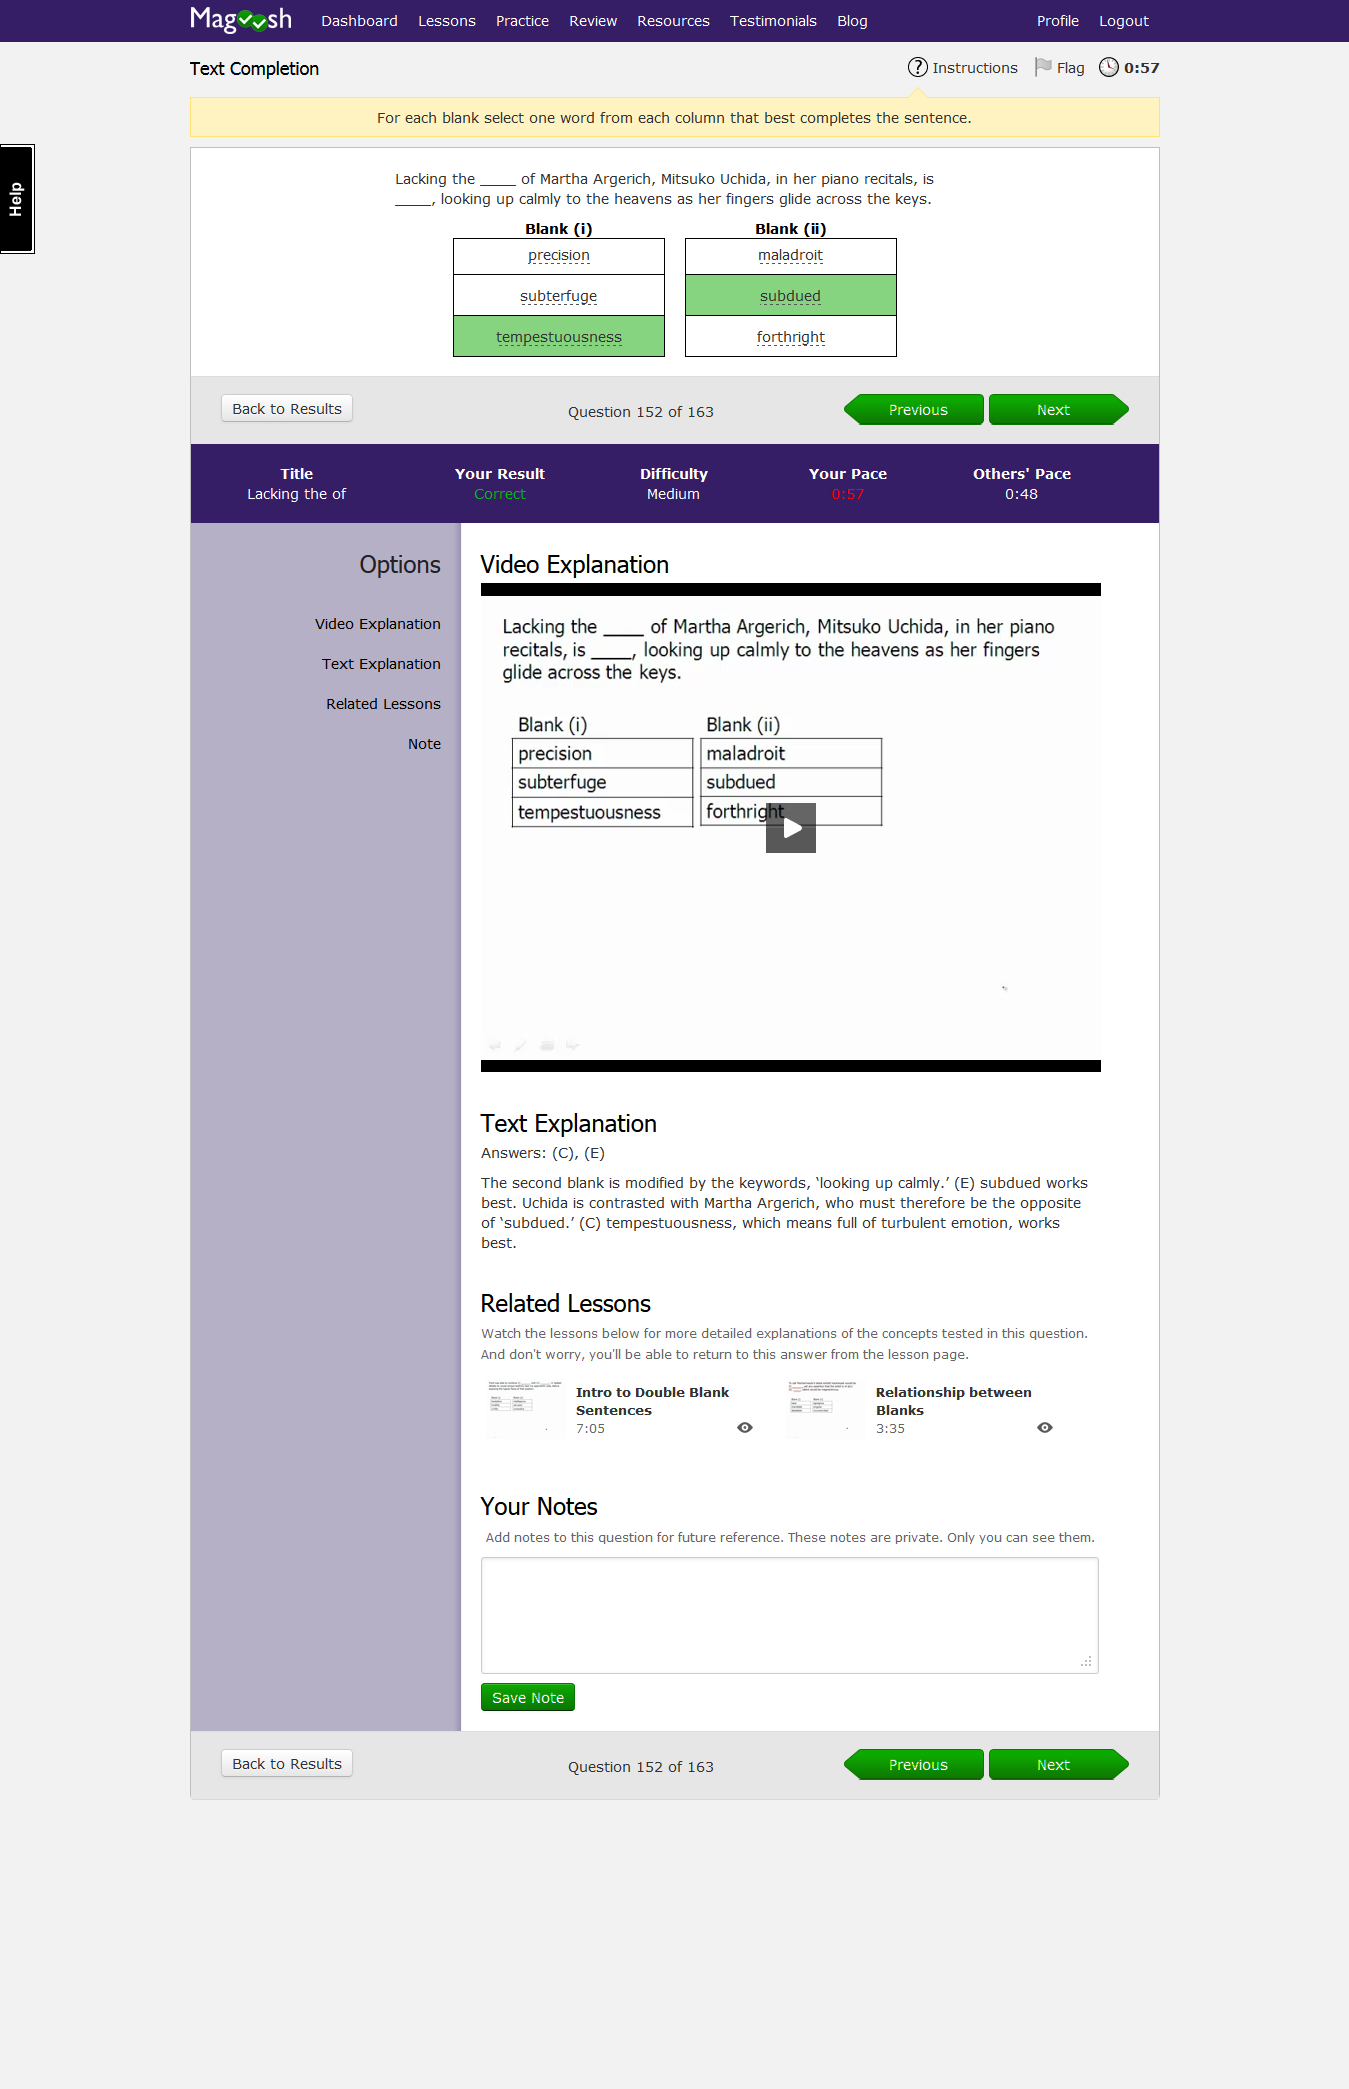 Magoosh Dashboard Lessons Practice Review Resources Testimonials Blog Profile Logout
Text Completion Instructions Flag 0:57
For each blank select one word from each column that best completes the sentence.
Help
Lacking the ____ of Martha Argerich, Mitsuko Uchida, in her piano recitals, is
____, looking up calmly to the heavens as her fingers glide across the keys.
Blank (i) Blank (ii)
precision maladroit
subterfuge subdued
tempestuousness forthright
Back to Results Question 152 of 163 Previous Next
Title Your Result Difficulty Your Pace Others' Pace
Lacking the of Correct Medium 0:57 0:48
Options
Video Explanation
Text Explanation
Related Lessons
Note
Video Explanation
Lacking the ____ of Martha Argerich, Mitsuko Uchida, in her piano
recitals, is ____, looking up calmly to the heavens as her fingers
glide across the keys.
Blank (i) Blank (ii)
precision maladroit
subterfuge subdued
tempestuousness forthright
Text Explanation
Answers: (C), (E)
The second blank is modified by the keywords, ‘looking up calmly.’ (E) subdued works
best. Uchida is contrasted with Martha Argerich, who must therefore be the opposite
of ‘subdued.’ (C) tempestuousness, which means full of turbulent emotion, works
best.
Related Lessons
Watch the lessons below for more detailed explanations of the concepts tested in this question.
And don't worry, you'll be able to return to this answer from the lesson page.
Intro to Double Blank
Sentences
7:05
Relationship between
Blanks
3:35
Your Notes
Add notes to this question for future reference. These notes are private. Only you can see them.
Save Note
Back to Results Question 152 of 163 Previous Next